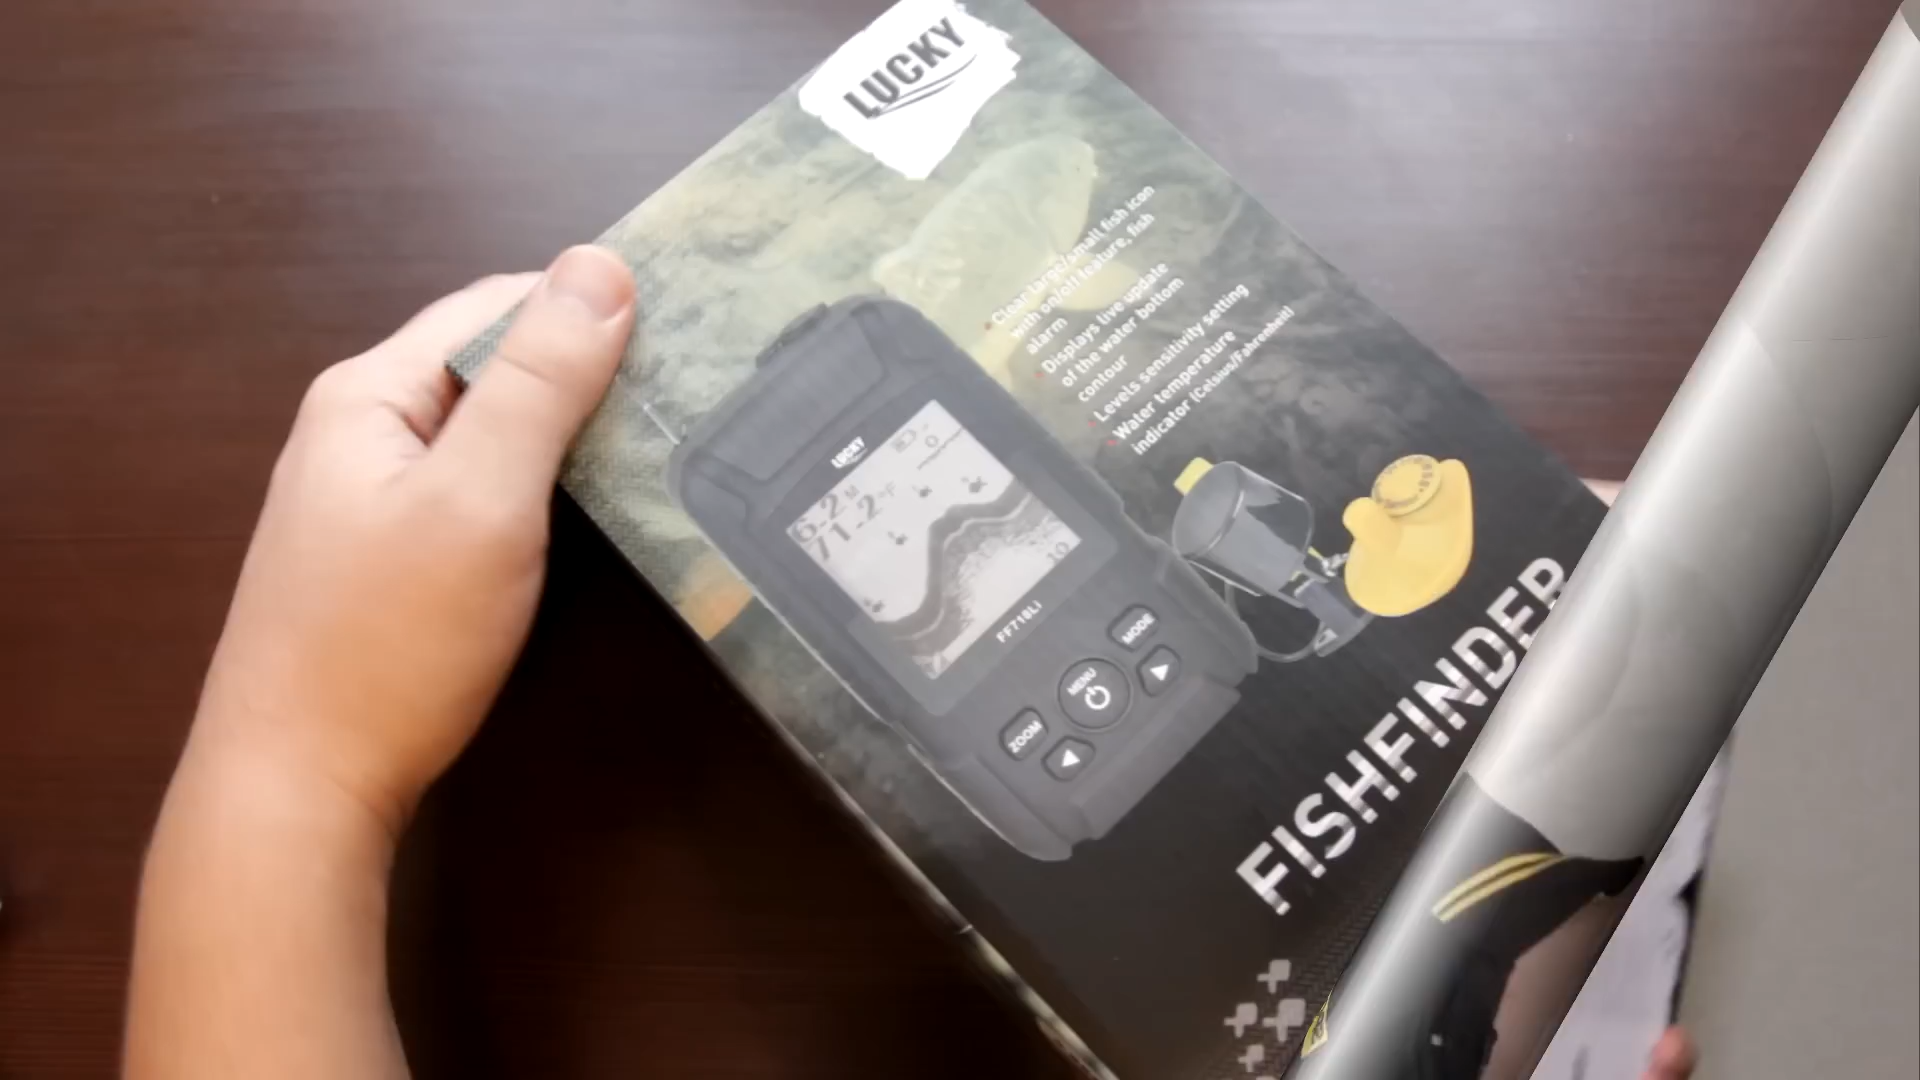 LUCKY
• Clear large/small fish icon
with on/off feature, fish
alarm
• Displays live update
of the water bottom
contour
• Levels sensitivity setting
• Water temperature
indicator (Celsius/Fahrenheit)
LUCKY
0
6-2 M
71-2 °F
10
FF718Li
MODE
MENU
ZOOM
FISHFINDER